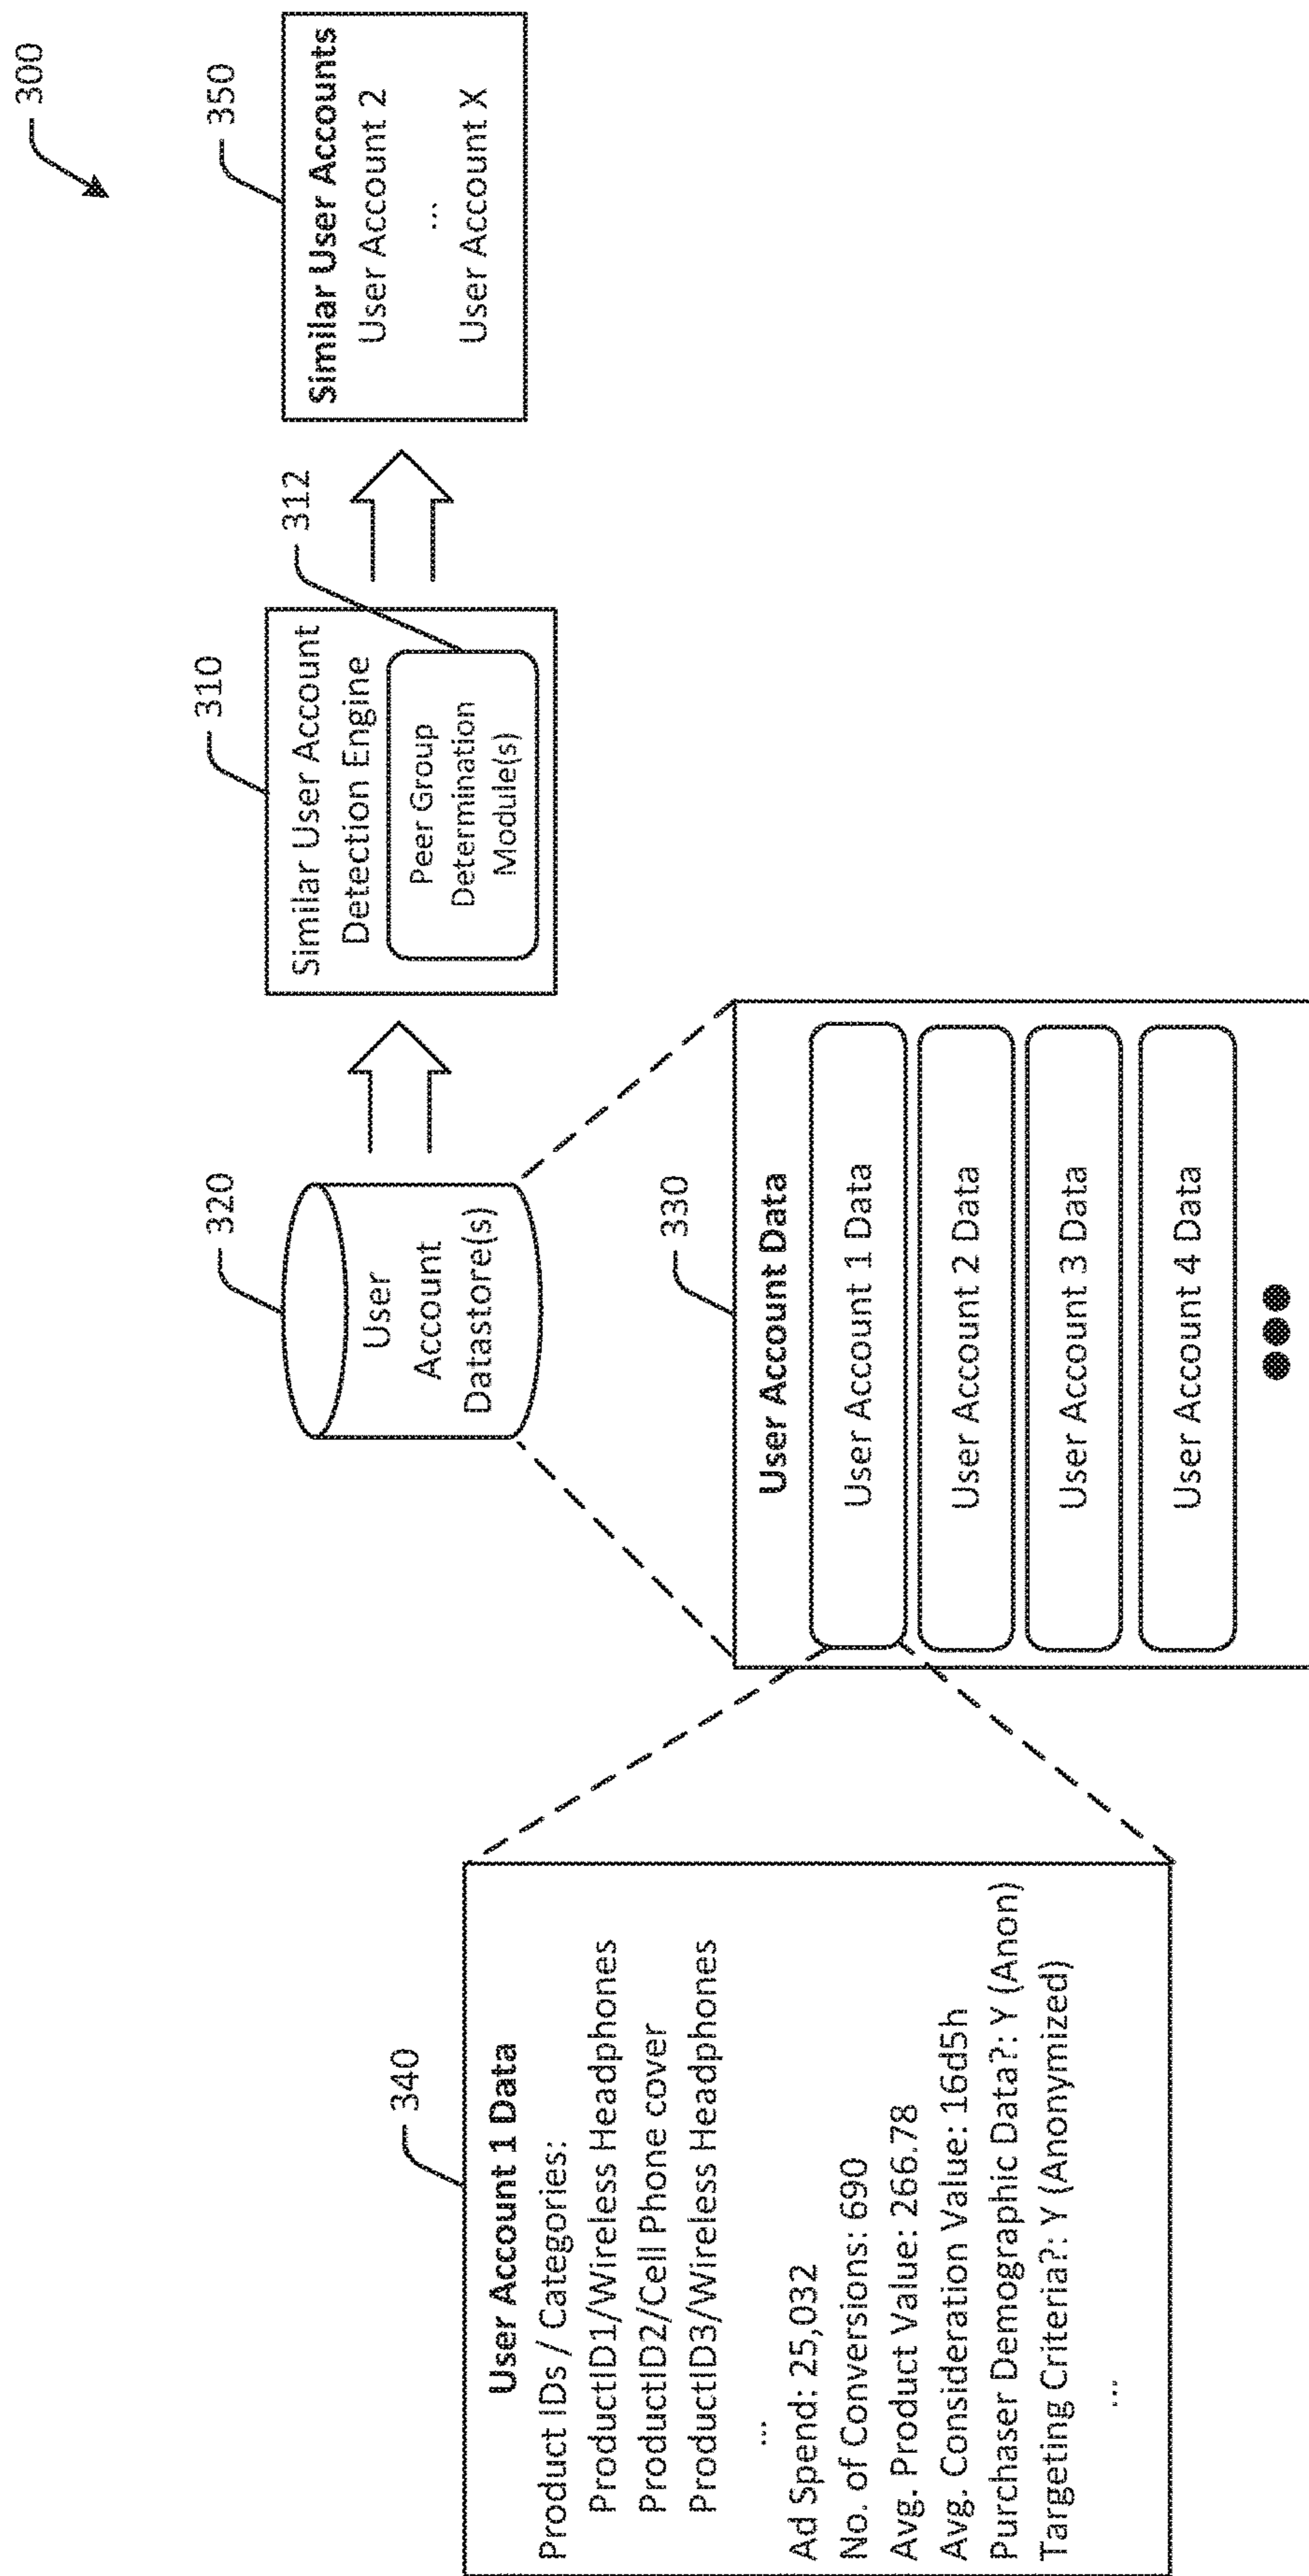 300
320
User
Account
Datastore(s)
310
Similar User Account
Detection Engine
Peer Group
Determination
Module(s)
312
350
Similar User Accounts
User Account 2
...
User Account X
330
User Account Data
User Account 1 Data
User Account 2 Data
User Account 3 Data
User Account 4 Data
340
User Account 1 Data
Product IDs / Categories:
ProductID1/Wireless Headphones
ProductID2/Cell Phone cover
ProductID3/Wireless Headphones
...
Ad Spend: 25,032
No. of Conversions: 690
Avg. Product Value: 266.78
Avg. Consideration Value: 16d5h
Purchaser Demographic Data?: Y (Anon)
Targeting Criteria?: Y (Anonymized)
...